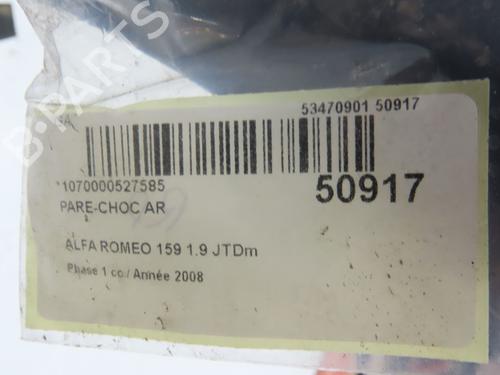 53470901 50917
*1070000527585
50917
PARE-CHOC AR
ALFA ROMEO 159 1.9 JTDm
Phase 1 co / Année 2008
B-PARTS